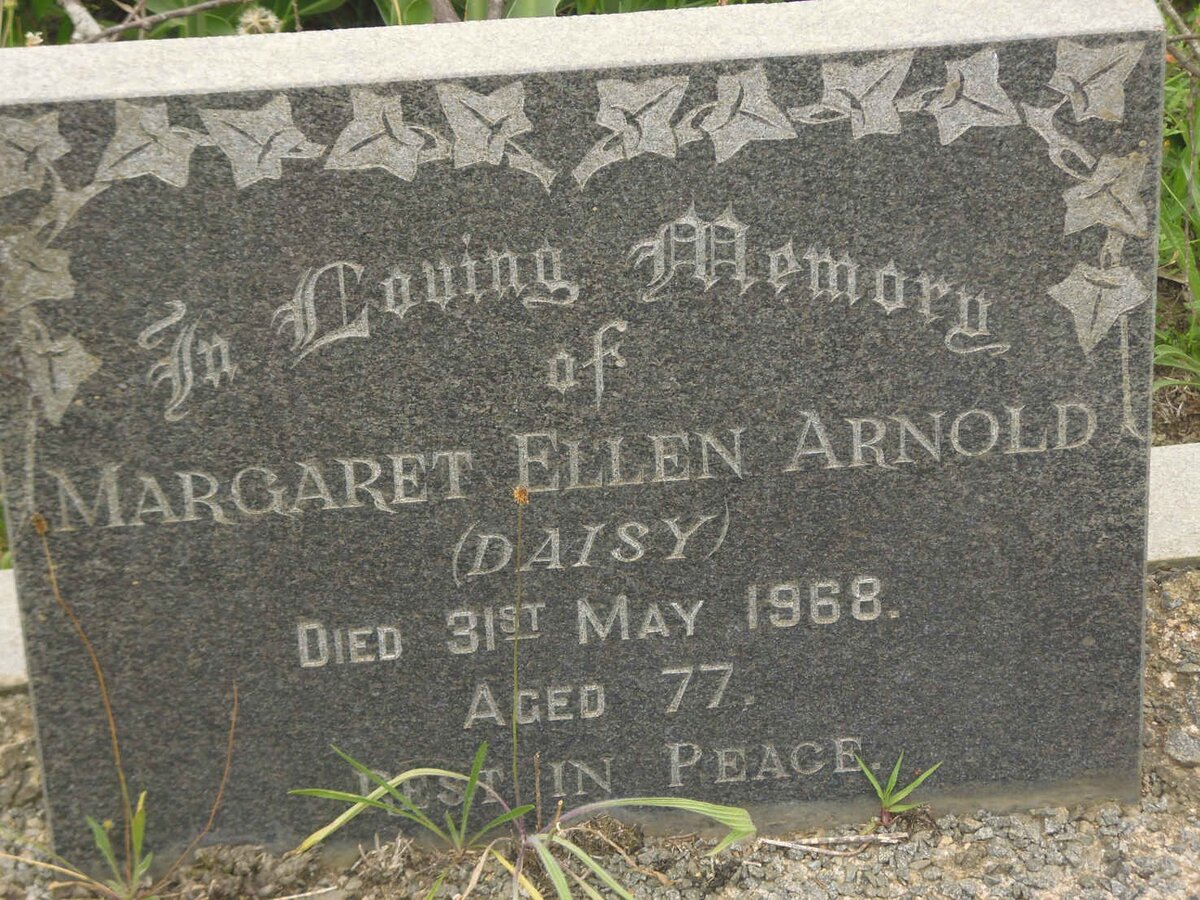 In Loving Memory
of
MARGARET ELLEN ARNOLD
(DAISY)
DIED 31ST MAY 1968.
AGED 77.
REST IN PEACE.